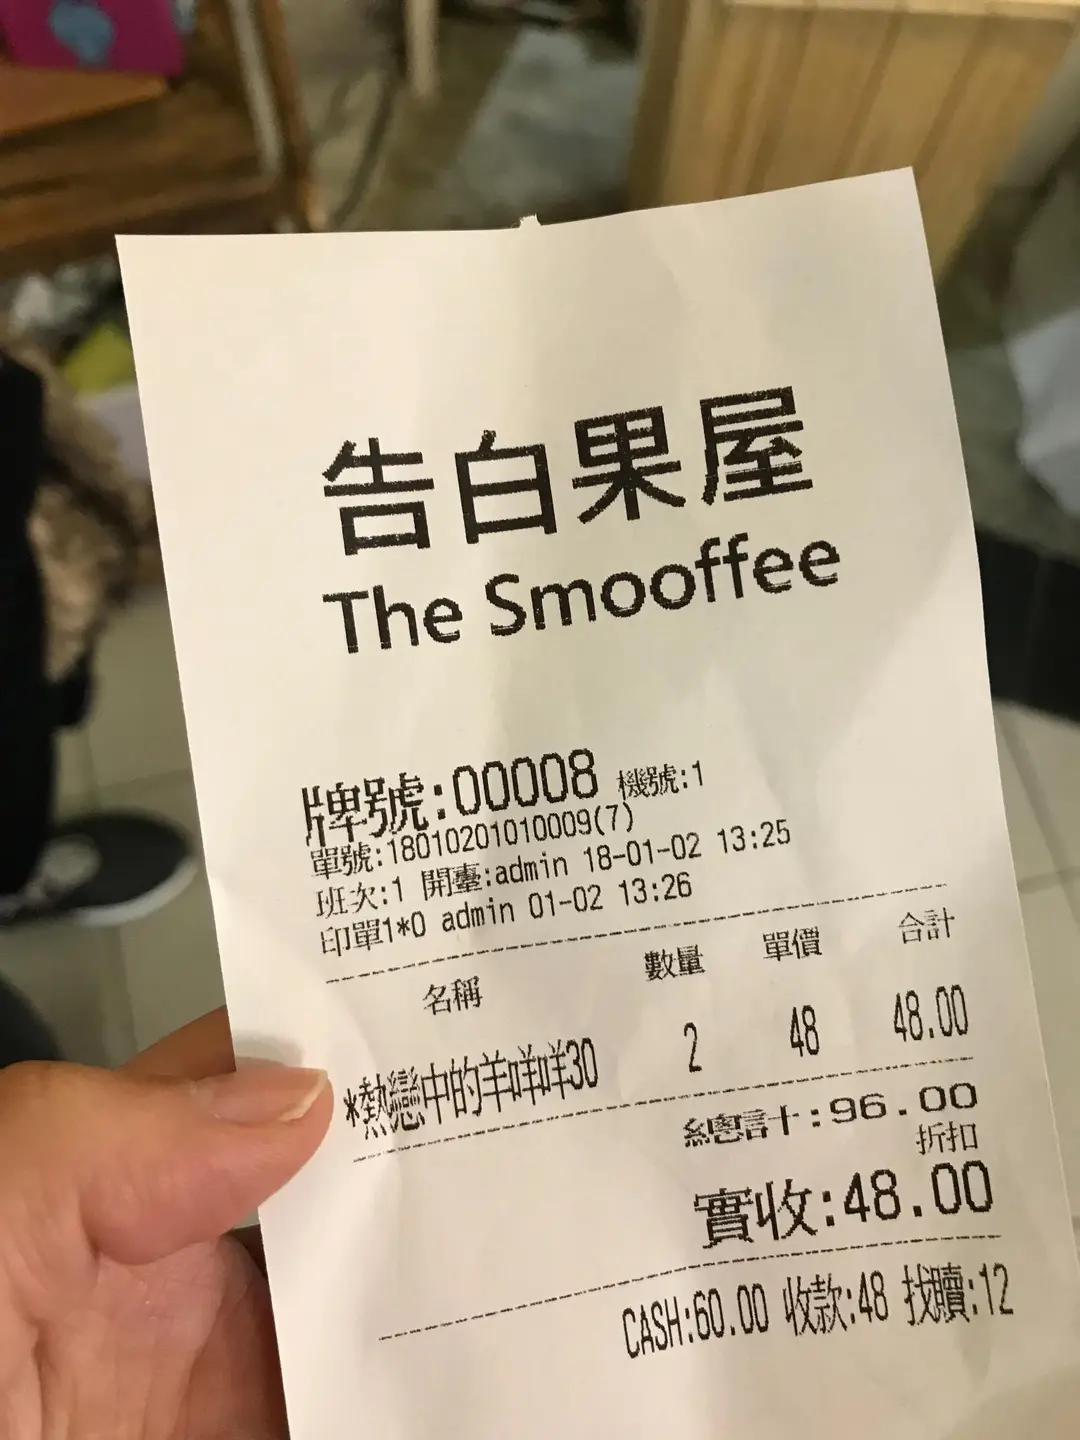 告白果屋
The Smooffee
牌號:00008 機號:1
單號:18010201010009(7)
班次:1 開臺:admin 18-01-02 13:25
印單1*0 admin 01-02 13:26
名稱 數量 單價 合計
*熱戀中的羊咩咩30 2 48 48.00
總計:96.00
折扣
實收:48.00
CASH:60.00 收款:48 找贖:12